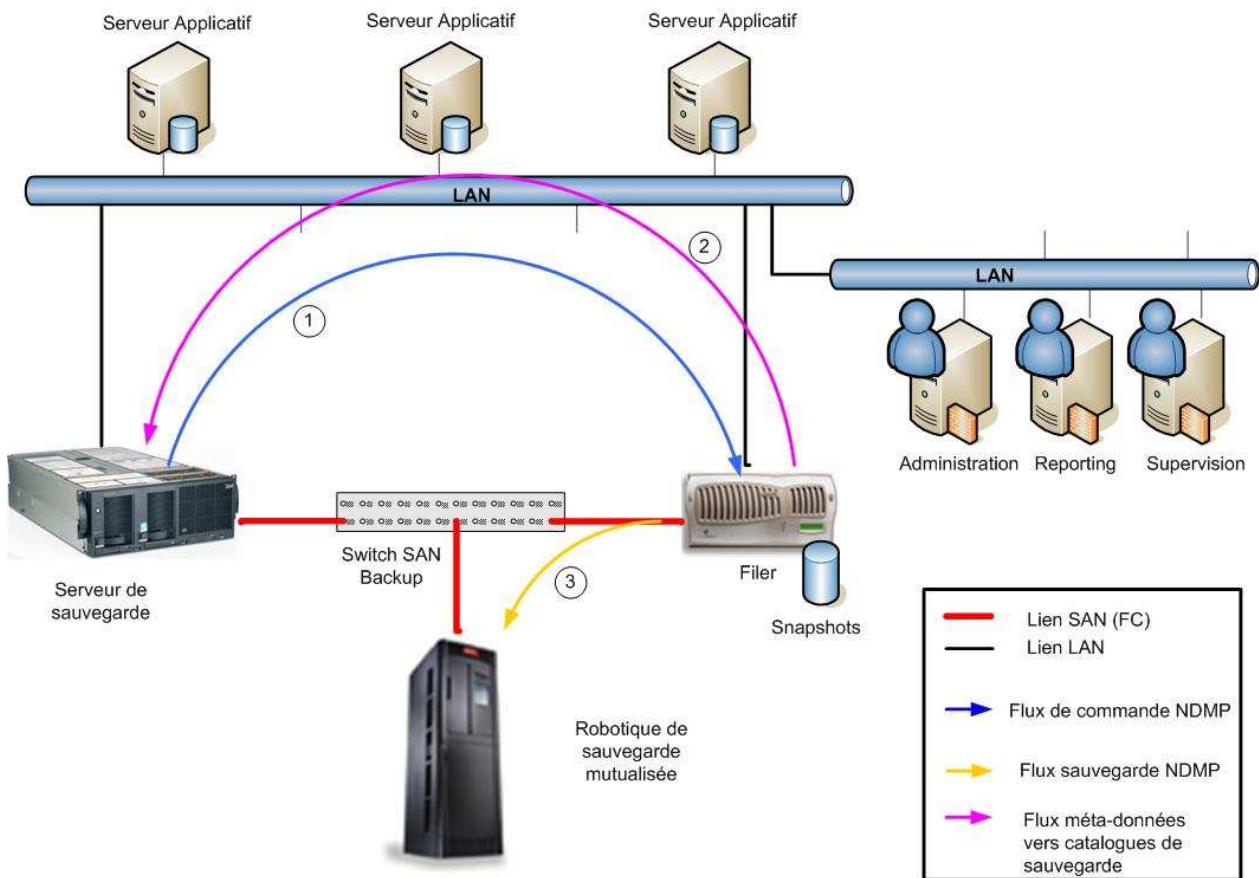 Serveur Applicatif
Serveur Applicatif
Serveur Applicatif
LAN
2
LAN
1
Administration
Reporting
Supervision
Switch SAN
Backup
Filer
3
Serveur de
sauvegarde
Snapshots
Robotique de
sauvegarde
mutualisée
Lien SAN (FC)
Lien LAN
Flux de commande NDMP
Flux sauvegarde NDMP
Flux méta-données
vers catalogues de
sauvegarde